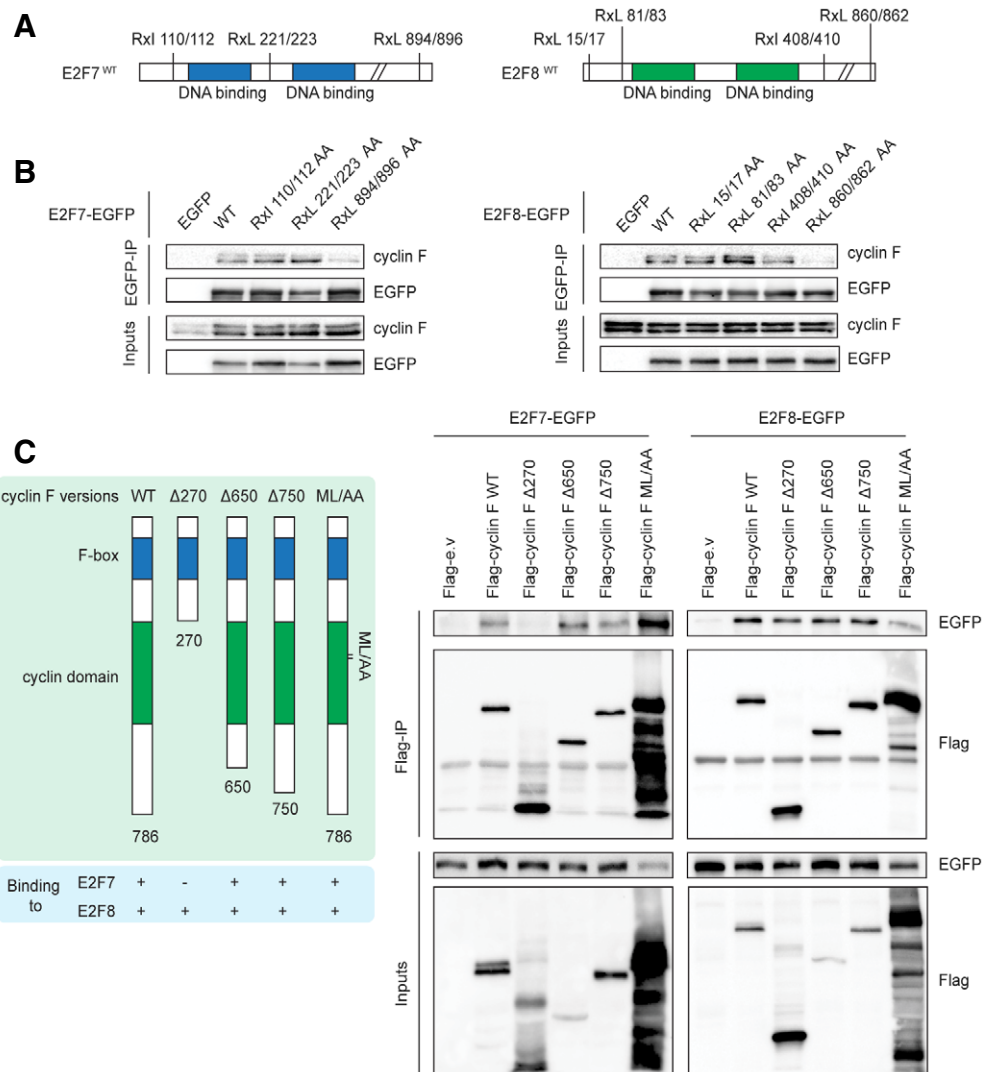 A
RxI 110/112 RxL 221/223 RxL 894/896
E2F7 WT
DNA binding DNA binding
RxL 81/83 RxL 860/862
RxL 15/17 RxI 408/410
E2F8 WT
DNA binding DNA binding
B
E2F7-EGFP
EGFP
WT
RxI 110/112 AA
RxL 221/223 AA
RxL 894/896 AA
EGFP-IP
cyclin F
EGFP
Inputs
cyclin F
EGFP
E2F8-EGFP
EGFP
WT
RxL 15/17 AA
RxL 81/83 AA
RxI 408/410 AA
RxL 860/862 AA
EGFP-IP
cyclin F
EGFP
Inputs
cyclin F
EGFP
C
cyclin F versions WT Δ270 Δ650 Δ750 ML/AA
F-box
270
ML/AA
cyclin domain
650
750
786 786
Binding to
E2F7 + - + + +
E2F8 + + + + +
E2F7-EGFP
Flag-e.v
Flag-cyclin F WT
Flag-cyclin F Δ270
Flag-cyclin F Δ650
Flag-cyclin F Δ750
Flag-cyclin F ML/AA
E2F8-EGFP
Flag-e.v
Flag-cyclin F WT
Flag-cyclin F Δ270
Flag-cyclin F Δ650
Flag-cyclin F Δ750
Flag-cyclin F ML/AA
Flag-IP
EGFP
Flag
Inputs
EGFP
Flag